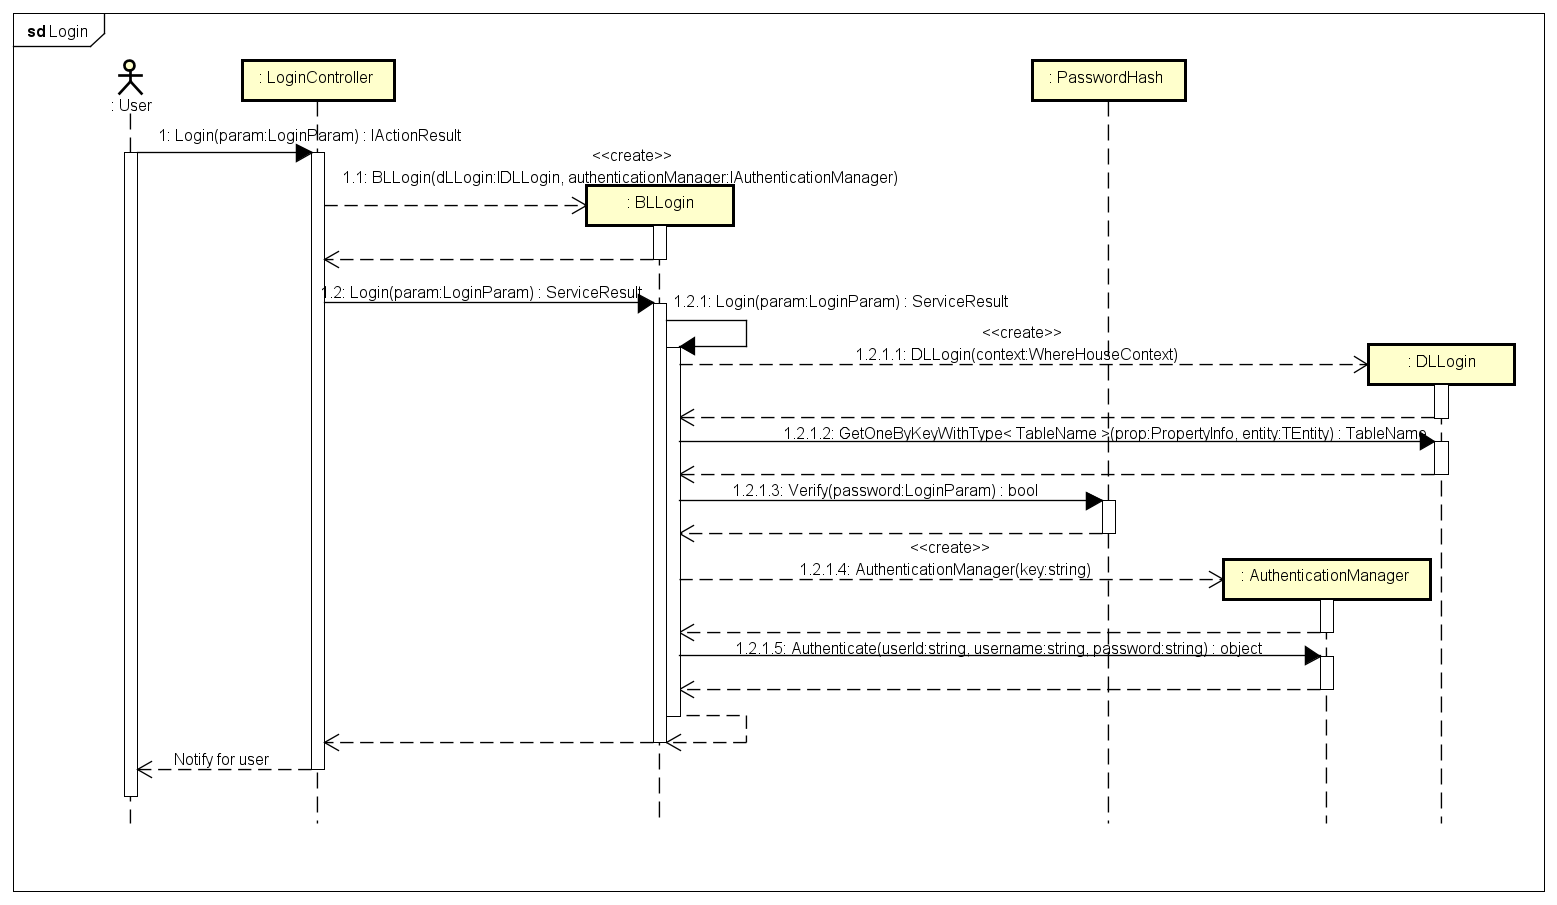 sd Login
: User
: LoginController
: PasswordHash
1: Login(param:LoginParam) : IActionResult
<<create>>
1.1: BLLogin(dLLogin:IDLLogin, authenticationManager:IAuthenticationManager)
: BLLogin
1.2: Login(param:LoginParam) : ServiceResult
1.2.1: Login(param:LoginParam) : ServiceResult
<<create>>
1.2.1.1: DLLogin(context:WhereHouseContext)
: DLLogin
1.2.1.2: GetOneByKeyWithType< TableName >(prop:PropertyInfo, entity:TEntity) : TableName
1.2.1.3: Verify(password:LoginParam) : bool
<<create>>
1.2.1.4: AuthenticationManager(key:string)
: AuthenticationManager
1.2.1.5: Authenticate(userId:string, username:string, password:string) : object
Notify for user